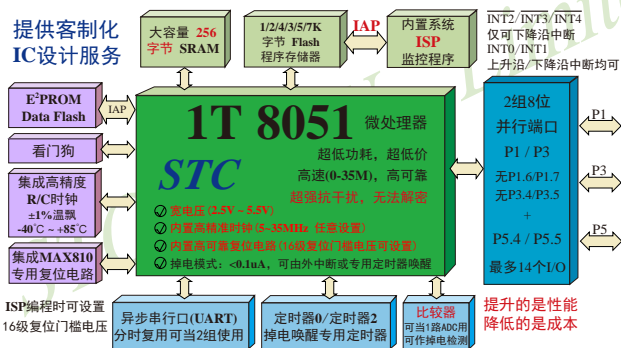 提供客制化
IC设计服务
大容量 256
字节 SRAM
1/2/4/3/5/7K
字节 Flash
程序存储器
IAP
内置系统
ISP
监控程序
INT2 / INT3 / INT4
仅可下降沿中断
INT0 / INT1
上升沿/下降沿中断均可
E²PROM
Data Flash
IAP
看门狗
集成高精度
R/C时钟
±1%温飘
-40℃ ~ +85℃
集成MAX810
专用复位电路
ISP编程时可设置
16级复位门槛电压
1T 8051 微处理器
STC
超低功耗，超低价
高速(0-35M)，高可靠
超强抗干扰，无法解密
宽电压(2.5V ~ 5.5V)
内置高精准时钟(5~35MHz 任意设置)
内置高可靠复位电路(16级复位门槛电压可设置)
掉电模式：<0.1uA，可由外中断或专用定时器唤醒
2组8位
并行端口
P1 / P3
无P1.6/P1.7
无P3.4/P3.5
+
P5.4 / P5.5
最多14个I/O
P1
P3
P5
异步串行口(UART)
分时复用可当2组使用
定时器0/定时器2
掉电唤醒专用定时器
比较器
可当1路ADC用
可作掉电检测
提升的是性能
降低的是成本